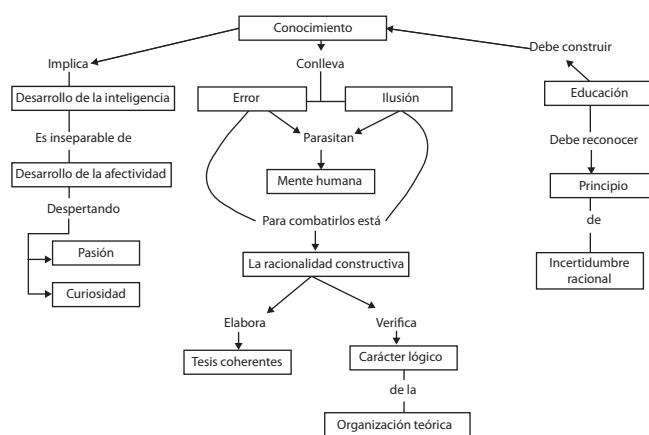 Conocimiento
Debe construir
Implica
Conlleva
Desarrollo de la inteligencia
Error
Ilusión
Educación
Es inseparable de
Parasitan
Debe reconocer
Desarrollo de la afectividad
Mente humana
Principio
Despertando
Para combatirlos está
de
Pasión
La racionalidad constructiva
Incertidumbre
racional
Curiosidad
Elabora
Verifica
Tesis coherentes
Carácter lógico
de la
Organización teórica